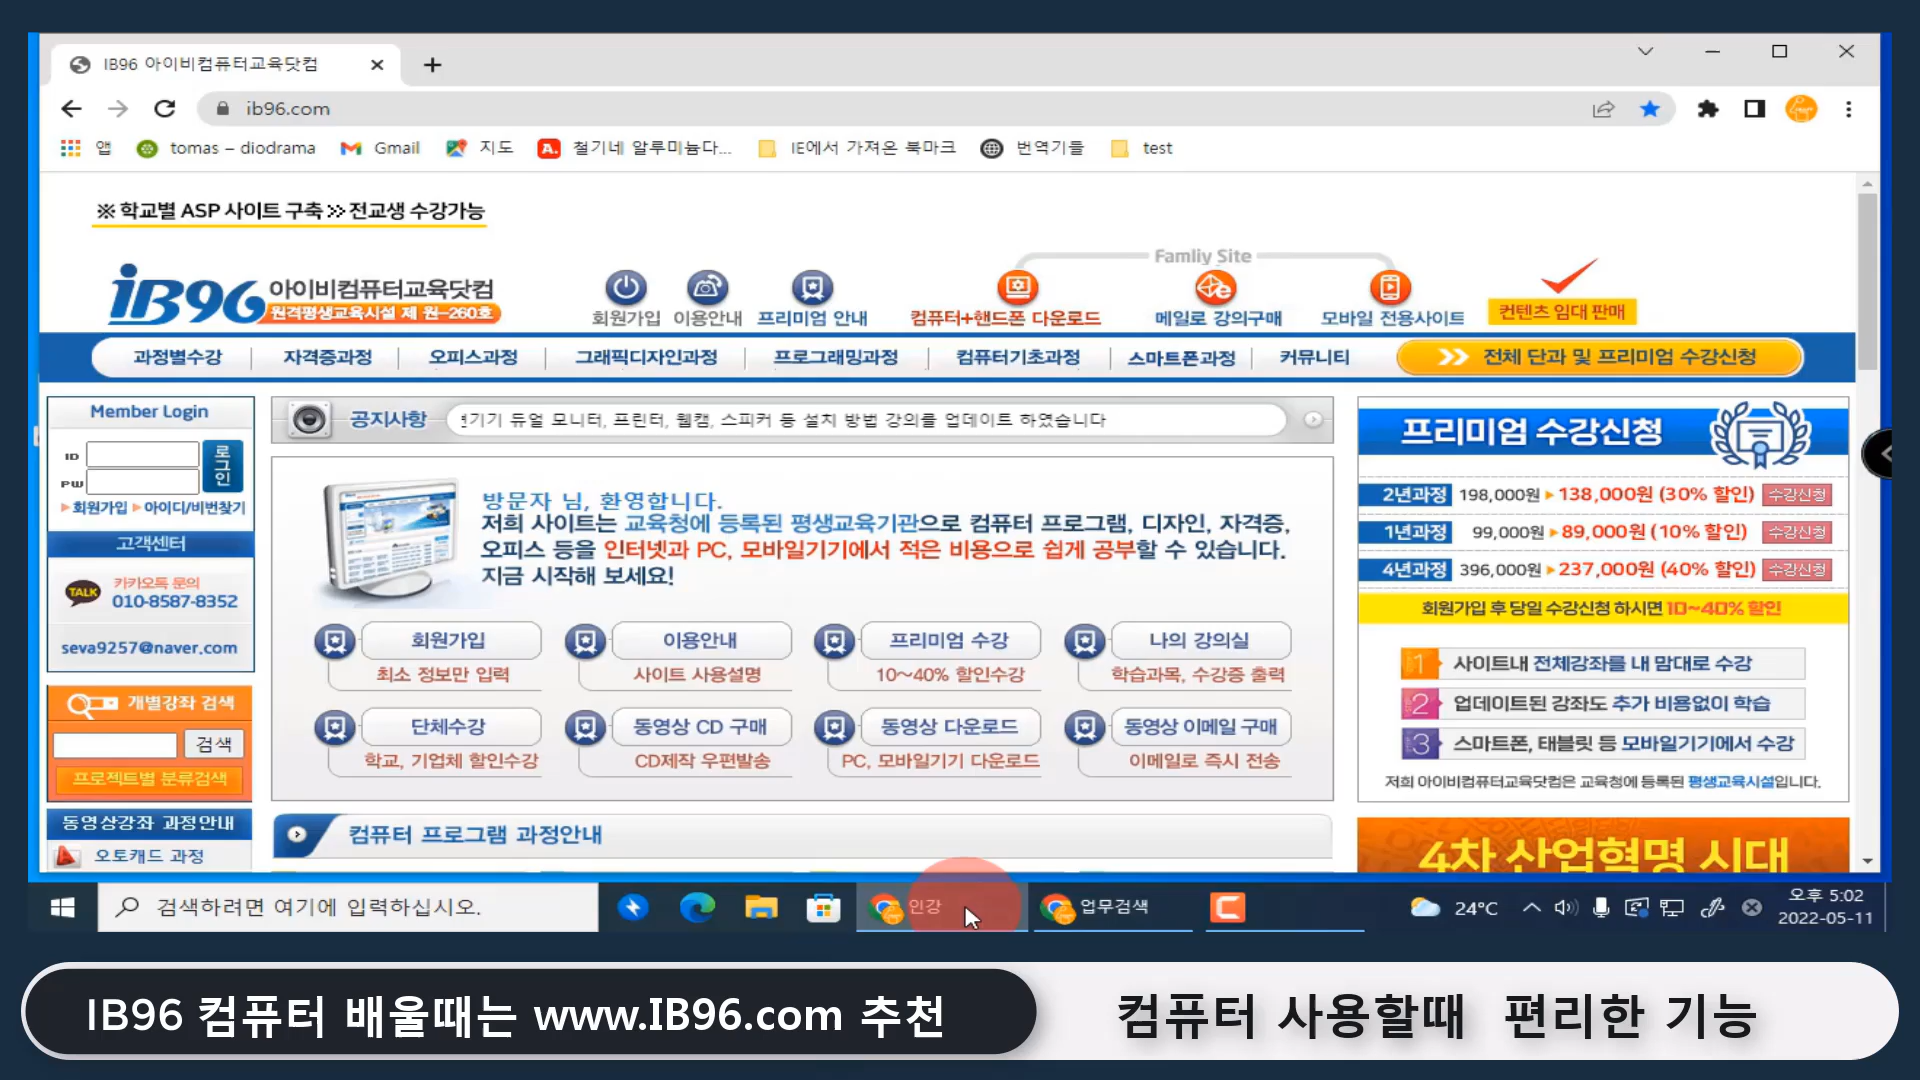 IB96 아이비컴퓨터교육닷컴
ib96.com
앱 tomas – diodrama Gmail 지도 철기네 알루미늄다... IE에서 가져온 북마크 번역기들 test
※ 학교별 ASP 사이트 구축 >> 전교생 수강가능
Famliy Site
iB96 아이비컴퓨터교육닷컴
원격평생교육시설 제 원-260호
회원가입 이용안내 프리미엄 안내 컴퓨터+핸드폰 다운로드 메일로 강의구매 모바일 전용사이트 컨텐츠 임대 판매
과정별수강 자격증과정 오피스과정 그래픽디자인과정 프로그래밍과정 컴퓨터기초과정 스마트폰과정 커뮤니티 전체 단과 및 프리미엄 수강신청
Member Login
ID
PW
로그인
회원가입 아이디/비번찾기
고객센터
TALK
카카오톡 문의
010-8587-8352
seva9257@naver.com
개별강좌 검색
검색
프로젝트별 분류검색
동영상강좌 과정안내
오토캐드 과정
공지사항 기기 듀얼 모니터, 프린터, 웹캠, 스피커 등 설치 방법 강의를 업데이트 하였습니다
방문자 님, 환영합니다.
저희 사이트는 교육청에 등록된 평생교육기관으로 컴퓨터 프로그램, 디자인, 자격증,
오피스 등을 인터넷과 PC, 모바일기기에서 적은 비용으로 쉽게 공부할 수 있습니다.
지금 시작해 보세요!
회원가입 이용안내 프리미엄 수강 나의 강의실
최소 정보만 입력 사이트 사용설명 10~40% 할인수강 학습과목, 수강증 출력
단체수강 동영상 CD 구매 동영상 다운로드 동영상 이메일 구매
학교, 기업체 할인수강 CD제작 우편발송 PC, 모바일기기 다운로드 이메일로 즉시 전송
컴퓨터 프로그램 과정안내
프리미엄 수강신청
2년과정 198,000원 138,000원 (30% 할인) 수강신청
1년과정 99,000원 89,000원 (10% 할인) 수강신청
4년과정 396,000원 237,000원 (40% 할인) 수강신청
회원가입 후 당일 수강신청 하시면 10~40% 할인
1 사이트내 전체강좌를 내 맘대로 수강
2 업데이트된 강좌도 추가 비용없이 학습
3 스마트폰, 태블릿 등 모바일기기에서 수강
저희 아이비컴퓨터교육닷컴은 교육청에 등록된 평생교육시설입니다.
4차 산업혁명 시대
검색하려면 여기에 입력하십시오.
인강
업무검색
24°C
오후 5:02
2022-05-11
IB96 컴퓨터 배울때는 www.IB96.com 추천
컴퓨터 사용할때 편리한 기능